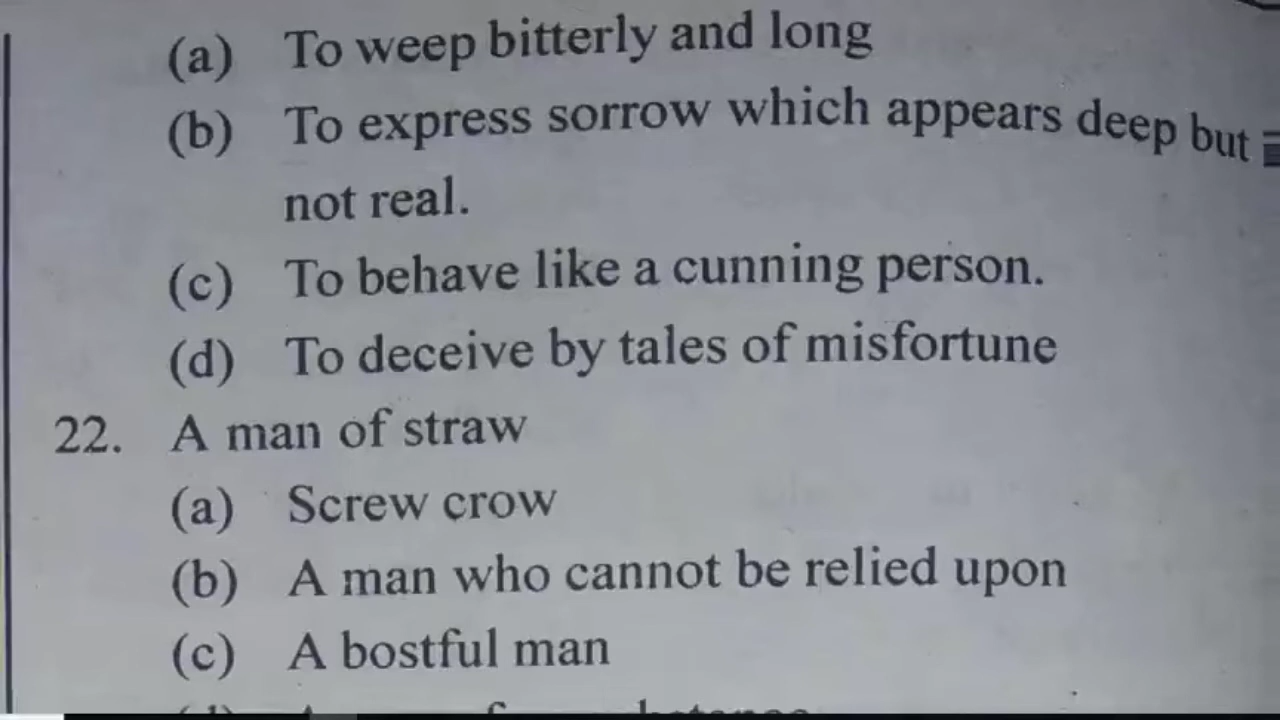 (a) To weep bitterly and long
(b) To express sorrow which appears deep but
not real.
(c) To behave like a cunning person.
(d) To deceive by tales of misfortune
22. A man of straw
(a) Screw crow
(b) A man who cannot be relied upon
(c) A bostful man